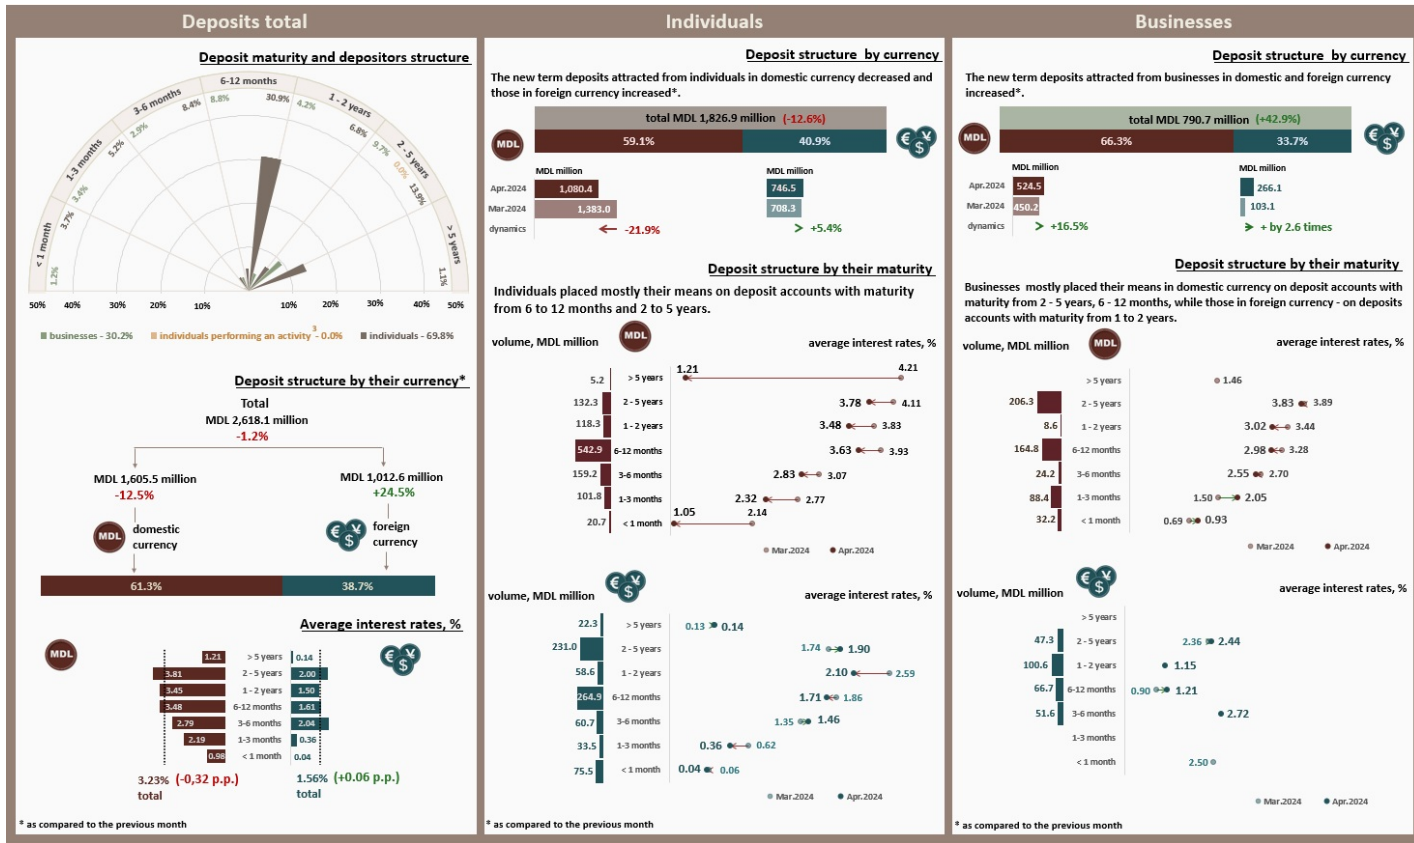 Deposits total
Deposit maturity and depositors structure
< 1 month
1-3 months
3-6 months
6-12 months
1 - 2 years
2 - 5 years
> 5 years
1.2%
3.7%
3.4%
5.2%
2.9%
8.4%
8.8%
30.9%
4.2%
6.8%
9.7%
0.0%
13.9%
1.1%
50% 40% 30% 20% 10% 10% 20% 30% 40% 50%
businesses - 30.2% individuals performing an activity 3 - 0.0% individuals - 69.8%
Deposit structure by their currency*
Total
MDL 2,618.1 million
-1.2%
MDL 1,605.5 million
-12.5%
MDL 1,012.6 million
+24.5%
MDL domestic
currency
€ ¥ $ foreign
currency
61.3% 38.7%
Average interest rates, %
MDL € ¥ $
1.21 > 5 years 0.14
3.81 2 - 5 years 2.00
3.45 1 - 2 years 1.50
3.48 6-12 months 1.61
2.79 3-6 months 2.04
2.19 1-3 months 0.36
0.98 < 1 month 0.04
3.23% (-0,32 p.p.)
total
1.56% (+0.06 p.p.)
total
* as compared to the previous month
Individuals
Deposit structure by currency
The new term deposits attracted from individuals in domestic currency decreased and
those in foreign currency increased*.
total MDL 1,826.9 million (-12.6%)
MDL 59.1% 40.9% € ¥ $
MDL million MDL million
Apr.2024 1,080.4 746.5
Mar.2024 1,383.0 708.3
dynamics -21.9% +5.4%
Deposit structure by their maturity
Individuals placed mostly their means on deposit accounts with maturity
from 6 to 12 months and 2 to 5 years.
volume, MDL million MDL average interest rates, %
5.2 > 5 years 1.21 4.21
132.3 2 - 5 years 3.78 4.11
118.3 1 - 2 years 3.48 3.83
542.9 6-12 months 3.63 3.93
159.2 3-6 months 2.83 3.07
101.8 1-3 months 2.32 2.77
20.7 < 1 month 1.05 2.14
Mar.2024 Apr.2024
volume, MDL million € ¥ $ average interest rates, %
22.3 > 5 years 0.13 0.14
231.0 2 - 5 years 1.74 1.90
58.6 1 - 2 years 2.10 2.59
264.9 6-12 months 1.71 1.86
60.7 3-6 months 1.35 1.46
33.5 1-3 months 0.36 0.62
75.5 < 1 month 0.04 0.06
Mar.2024 Apr.2024
* as compared to the previous month
Businesses
Deposit structure by currency
The new term deposits attracted from businesses in domestic and foreign currency
increased*.
total MDL 790.7 million (+42.9%)
MDL 66.3% 33.7% € ¥ $
MDL million MDL million
Apr.2024 524.5 266.1
Mar.2024 450.2 103.1
dynamics +16.5% + by 2.6 times
Deposit structure by their maturity
Businesses mostly placed their means in domestic currency on deposit accounts with
maturity from 2 - 5 years, 6 - 12 months, while those in foreign currency - on deposits
accounts with maturity from 1 to 2 years.
volume, MDL million MDL average interest rates, %
> 5 years 1.46
206.3 2 - 5 years 3.83 3.89
8.6 1 - 2 years 3.02 3.44
164.8 6-12 months 2.98 3.28
24.2 3-6 months 2.55 2.70
88.4 1-3 months 1.50 2.05
32.2 < 1 month 0.69 0.93
Mar.2024 Apr.2024
volume, MDL million € ¥ $ average interest rates, %
> 5 years
47.3 2 - 5 years 2.36 2.44
100.6 1 - 2 years 1.15
66.7 6-12 months 0.90 1.21
51.6 3-6 months 2.72
1-3 months
< 1 month 2.50
Mar.2024 Apr.2024
* as compared to the previous month